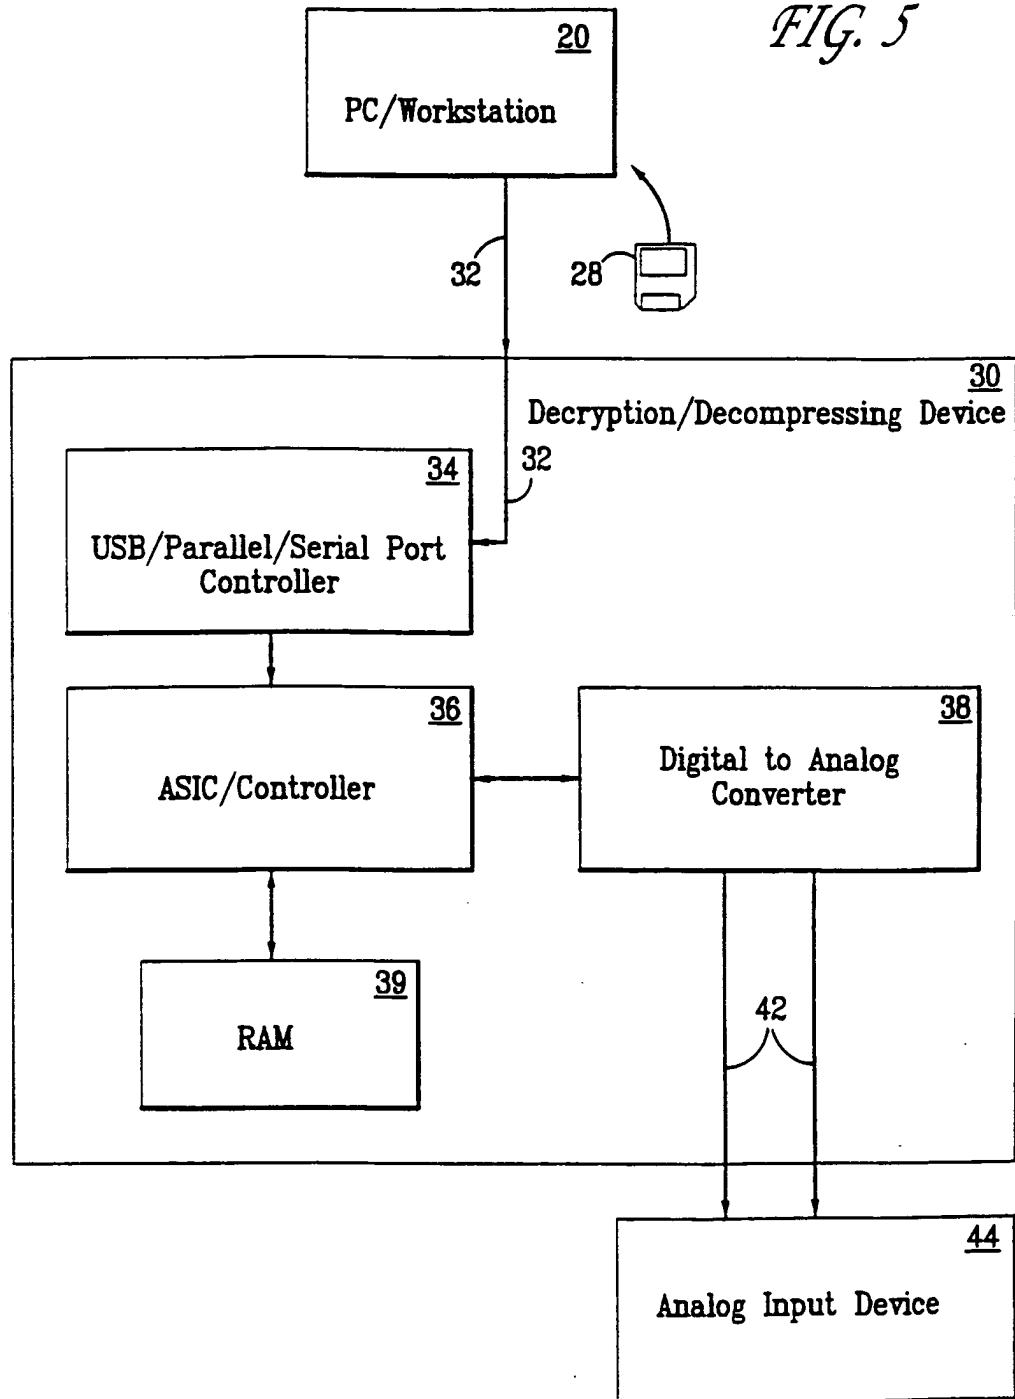 FIG. 5
20
PC/Workstation
32
28
30
Decryption/Decompressing Device
32
34
USB/Parallel/Serial Port
Controller
36
ASIC/Controller
38
Digital to Analog
Converter
39
RAM
42
44
Analog Input Device